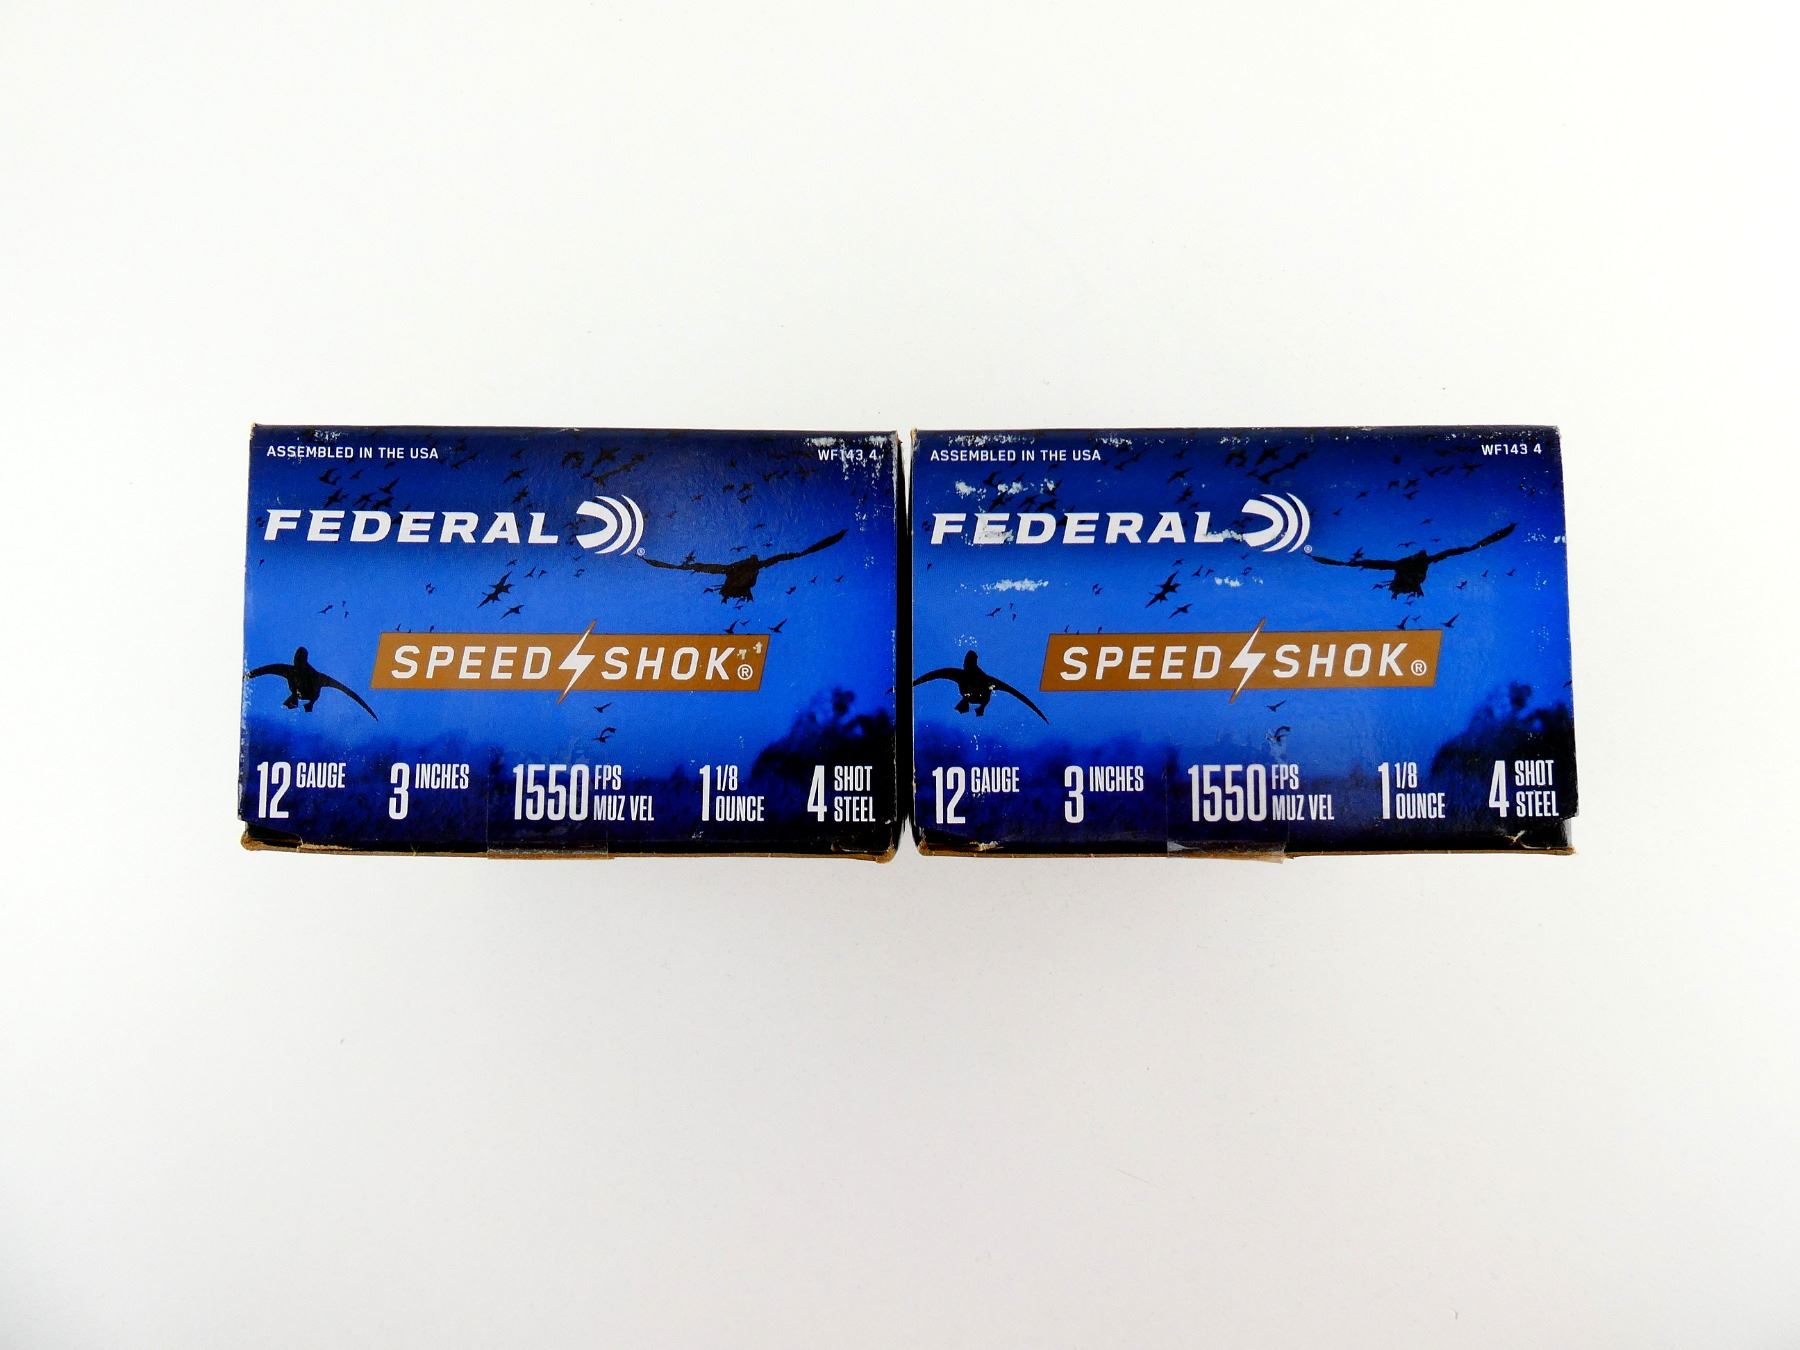 ASSEMBLED IN THE USA
WF143 4
FEDERAL ®
SPEED SHOK®
12 GAUGE 3 INCHES 1550 FPS MUZ VEL 1 1/8 OUNCE 4 SHOT STEEL
ASSEMBLED IN THE USA
WF143 4
FEDERAL ®
SPEED SHOK®
12 GAUGE 3 INCHES 1550 FPS MUZ VEL 1 1/8 OUNCE 4 SHOT STEEL